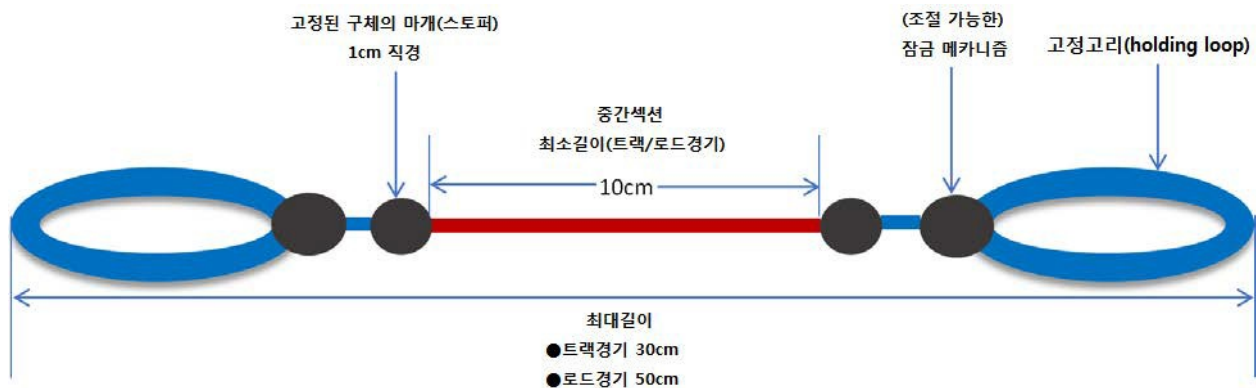 고정된 구체의 마개(스토퍼)
1cm 직경
(조절 가능한)
잠금 메카니즘
고정고리(holding loop)
중간섹션
최소길이(트랙/로드경기)
10cm
최대길이
●트랙경기 30cm
●로드경기 50cm